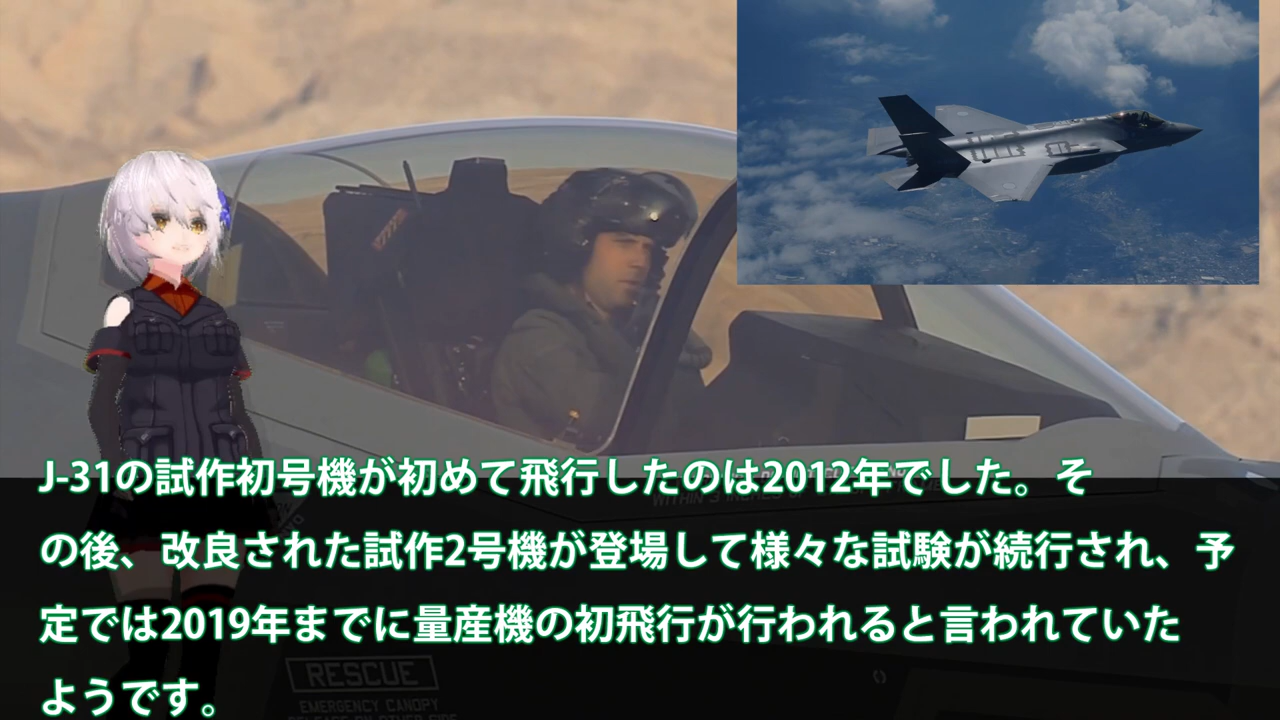 J-31の試作初号機が初めて飛行したのは2012年でした。そ
の後、改良された試作2号機が登場して様々な試験が続行され、予
定では2019年までに量産機の初飛行が行われると言われていた
ようです。
RESCUE
EMERGENCY CANOPY